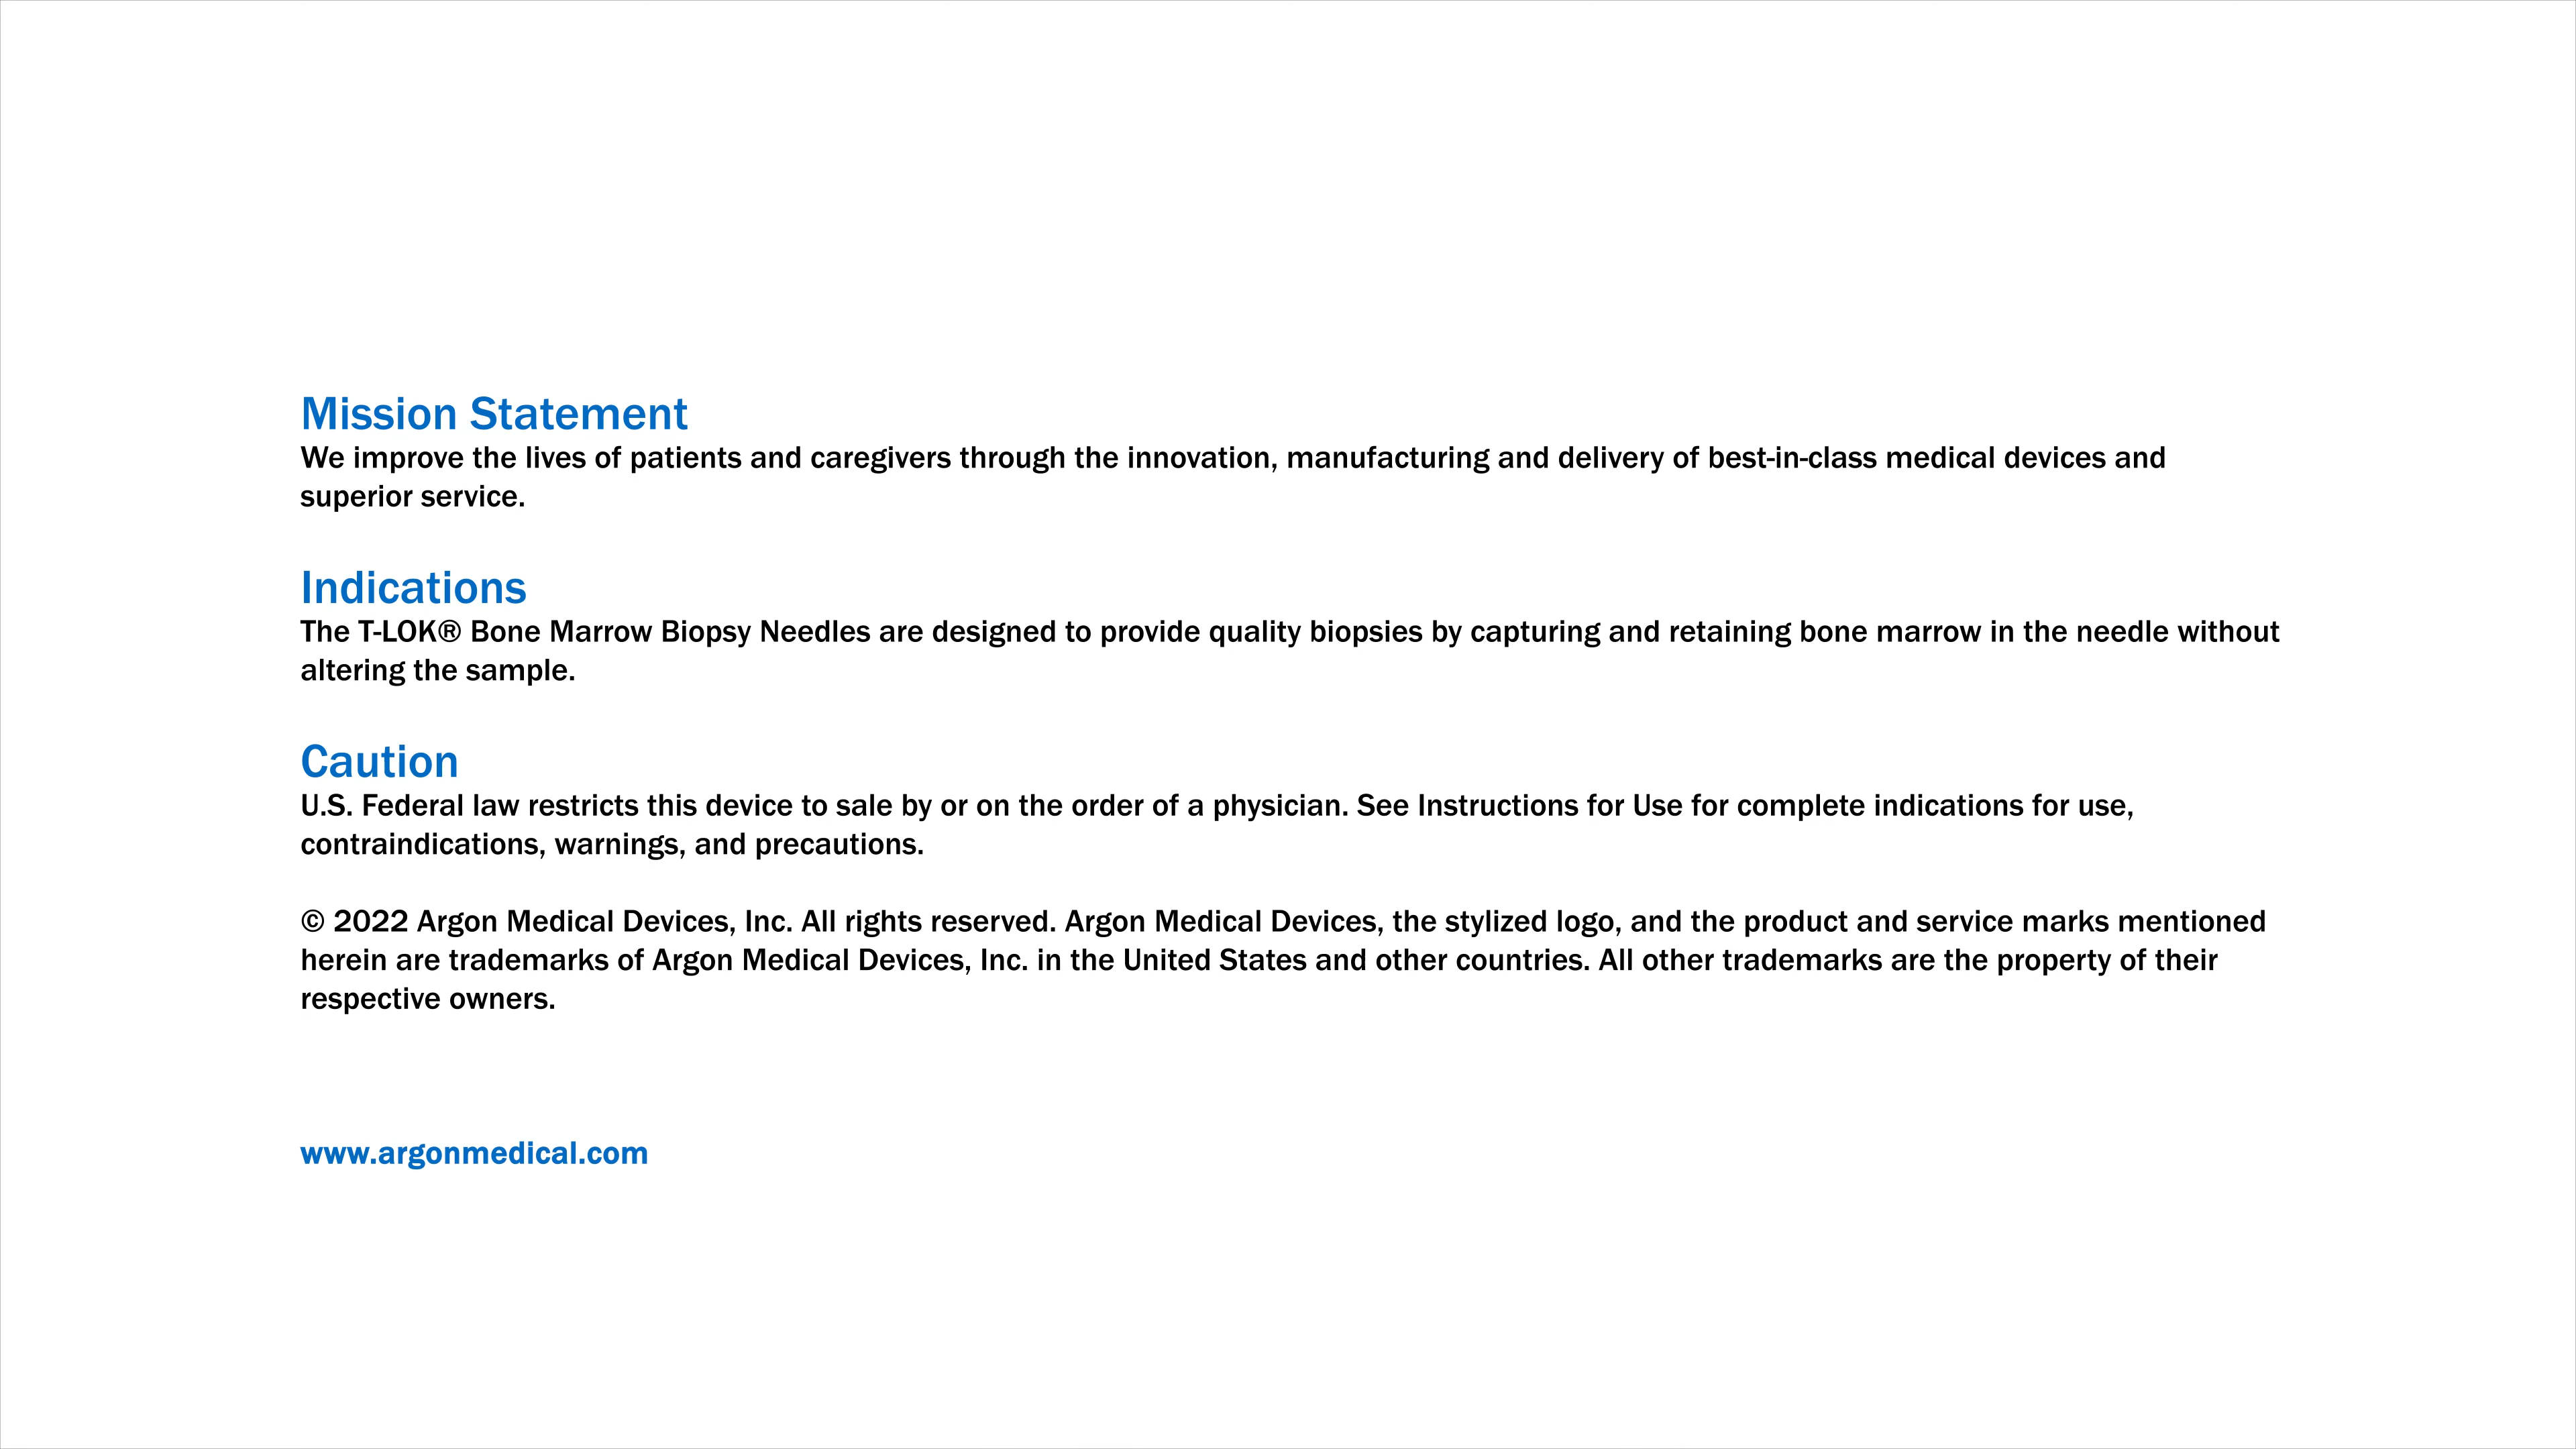 Mission Statement
We improve the lives of patients and caregivers through the innovation, manufacturing and delivery of best-in-class medical devices and
superior service.
Indications
The T-LOK® Bone Marrow Biopsy Needles are designed to provide quality biopsies by capturing and retaining bone marrow in the needle without
altering the sample.
Caution
U.S. Federal law restricts this device to sale by or on the order of a physician. See Instructions for Use for complete indications for use,
contraindications, warnings, and precautions.
© 2022 Argon Medical Devices, Inc. All rights reserved. Argon Medical Devices, the stylized logo, and the product and service marks mentioned
herein are trademarks of Argon Medical Devices, Inc. in the United States and other countries. All other trademarks are the property of their
respective owners.
www.argonmedical.com